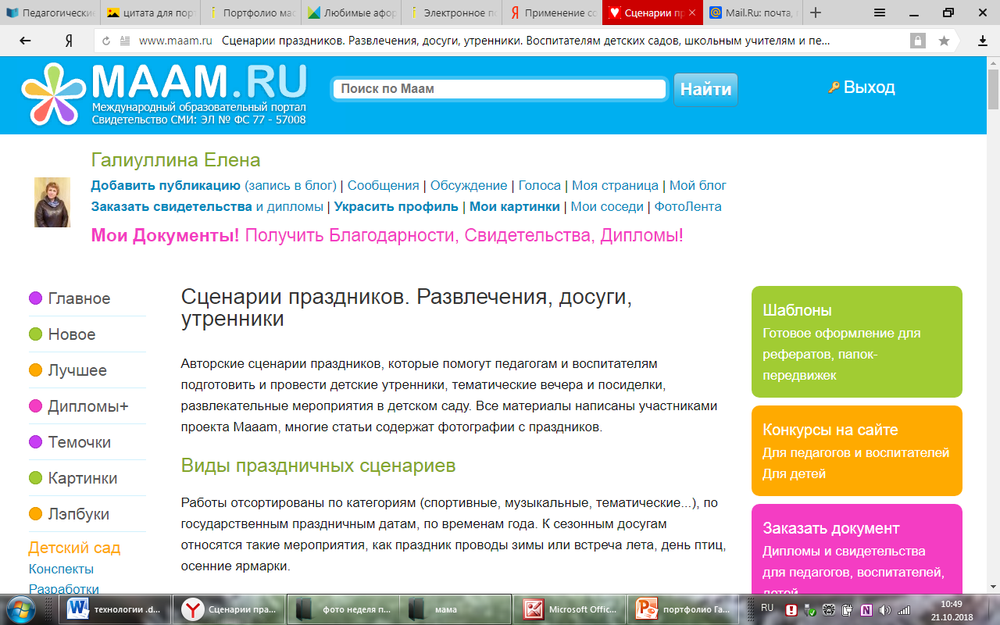 Педагогические
цитата для пор
Портфолио мас
Любимые афор
Электронное п
Применение со
Сценарии пр
Mail.Ru: почта,
www.maam.ru Сценарии праздников. Развлечения, досуги, утренники. Воспитателям детских садов, школьным учителям и пе...
MAAM.RU
Международный образовательный портал
Свидетельство СМИ: ЭЛ № ФС 77 - 57008
Поиск по Маам
Найти
Выход
Галиуллина Елена
Добавить публикацию (запись в блог) | Сообщения | Обсуждение | Голоса | Моя страница | Мой блог
Заказать свидетельства и дипломы | Украсить профиль | Мои картинки | Мои соседи | ФотоЛента
Мои Документы! Получить Благодарности, Свидетельства, Дипломы!
Главное
Новое
Лучшее
Дипломы+
Темочки
Картинки
Лэпбуки
Детский сад
Конспекты
Разработки
Сценарии праздников. Развлечения, досуги,
утренники
Авторские сценарии праздников, которые помогут педагогам и воспитателям
подготовить и провести детские утренники, тематические вечера и посиделки,
развлекательные мероприятия в детском саду. Все материалы написаны участниками
проекта Maaam, многие статьи содержат фотографии с праздников.
Виды праздничных сценариев
Работы отсортированы по категориям (спортивные, музыкальные, тематические...), по
государственным праздничным датам, по временам года. К сезонным досугам
относятся такие мероприятия, как праздник проводы зимы или встреча лета, день птиц,
осенние ярмарки.
Шаблоны
Готовое оформление для
рефератов, папок-
передвижек
Конкурсы на сайте
Для педагогов и воспитателей
Для детей
Заказать документ
Дипломы и свидетельства
для педагогов, воспитателей,
детей
технологии .d...
Сценарии пра...
фото неделя п...
мама
Microsoft Offic...
портфолио Га...
RU
10:49
21.10.2018